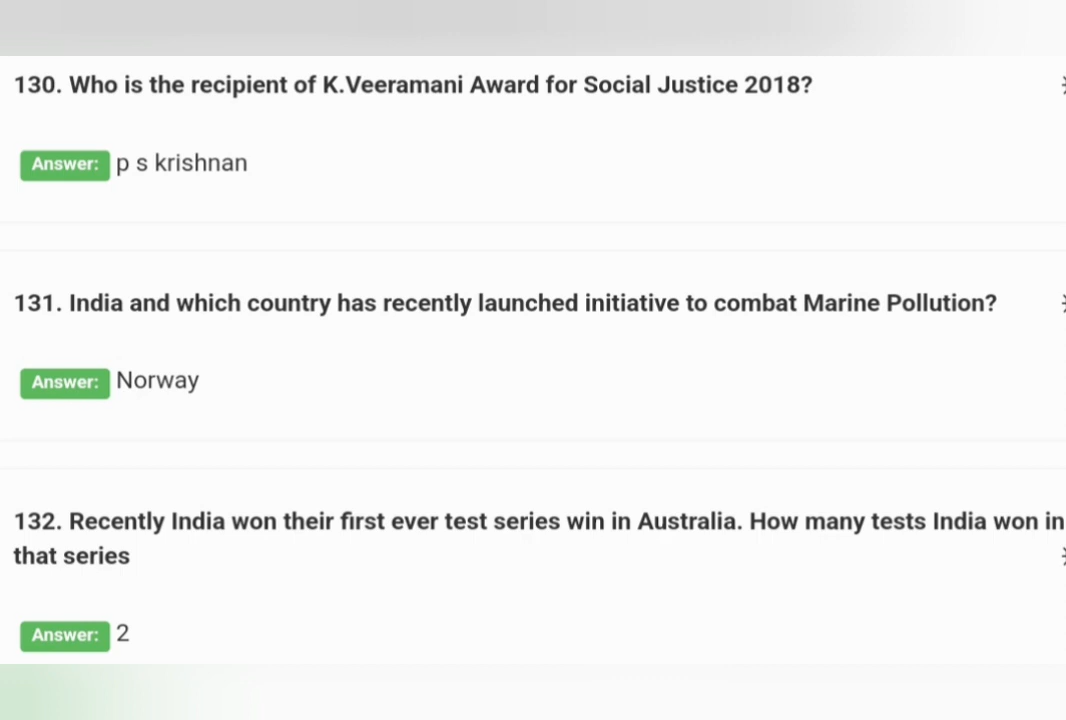 130. Who is the recipient of K.Veeramani Award for Social Justice 2018?
Answer: p s krishnan
131. India and which country has recently launched initiative to combat Marine Pollution?
Answer: Norway
132. Recently India won their first ever test series win in Australia. How many tests India won in
that series
Answer: 2